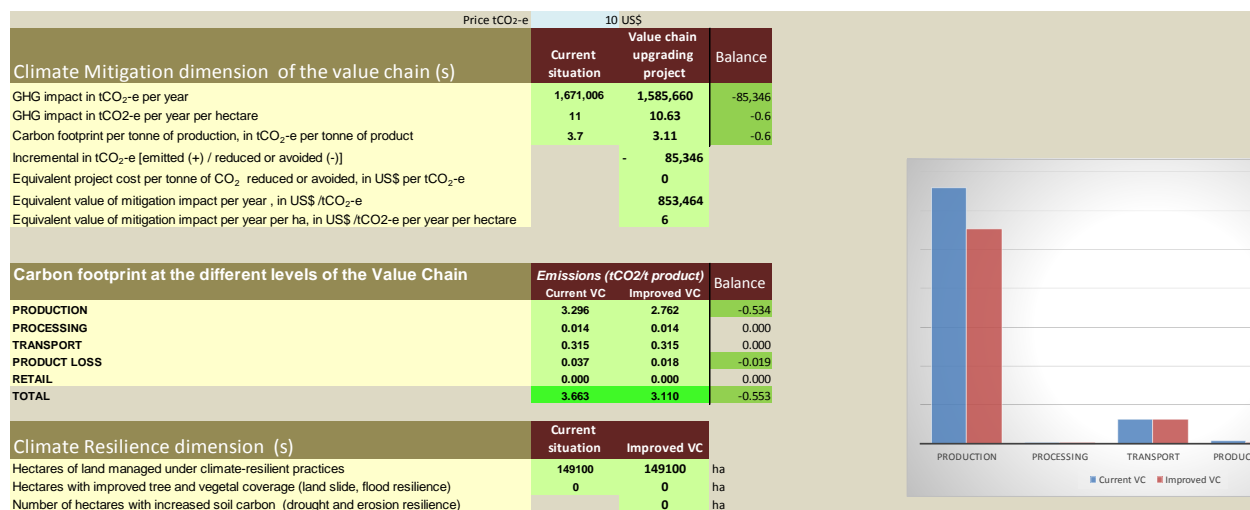 Price tCO2-e 10 US$
Climate Mitigation dimension of the value chain (s) Current situation Value chain upgrading project Balance
GHG impact in tCO2-e per year 1,671,006 1,585,660 -85,346
GHG impact in tCO2-e per year per hectare 11 10.63 -0.6
Carbon footprint per tonne of production, in tCO2-e per tonne of product 3.7 3.11 -0.6
Incremental in tCO2-e [emitted (+) / reduced or avoided (-)] - 85,346
Equivalent project cost per tonne of CO2 reduced or avoided, in US$ per tCO2-e 0
Equivalent value of mitigation impact per year , in US$ /tCO2-e 853,464
Equivalent value of mitigation impact per year per ha, in US$ /tCO2-e per year per hectare 6
Carbon footprint at the different levels of the Value Chain Emissions (tCO2/t product) Balance
Current VC Improved VC
PRODUCTION 3.296 2.762 -0.534
PROCESSING 0.014 0.014 0.000
TRANSPORT 0.315 0.315 0.000
PRODUCT LOSS 0.037 0.018 -0.019
RETAIL 0.000 0.000 0.000
TOTAL 3.663 3.110 -0.553
Climate Resilience dimension (s) Current situation Improved VC
Hectares of land managed under climate-resilient practices 149100 149100 ha
Hectares with improved tree and vegetal coverage (land slide, flood resilience) 0 0 ha
Number of hectares with increased soil carbon (drought and erosion resilience) 0 ha
PRODUCTION PROCESSING TRANSPORT PRODUC
Current VC Improved VC